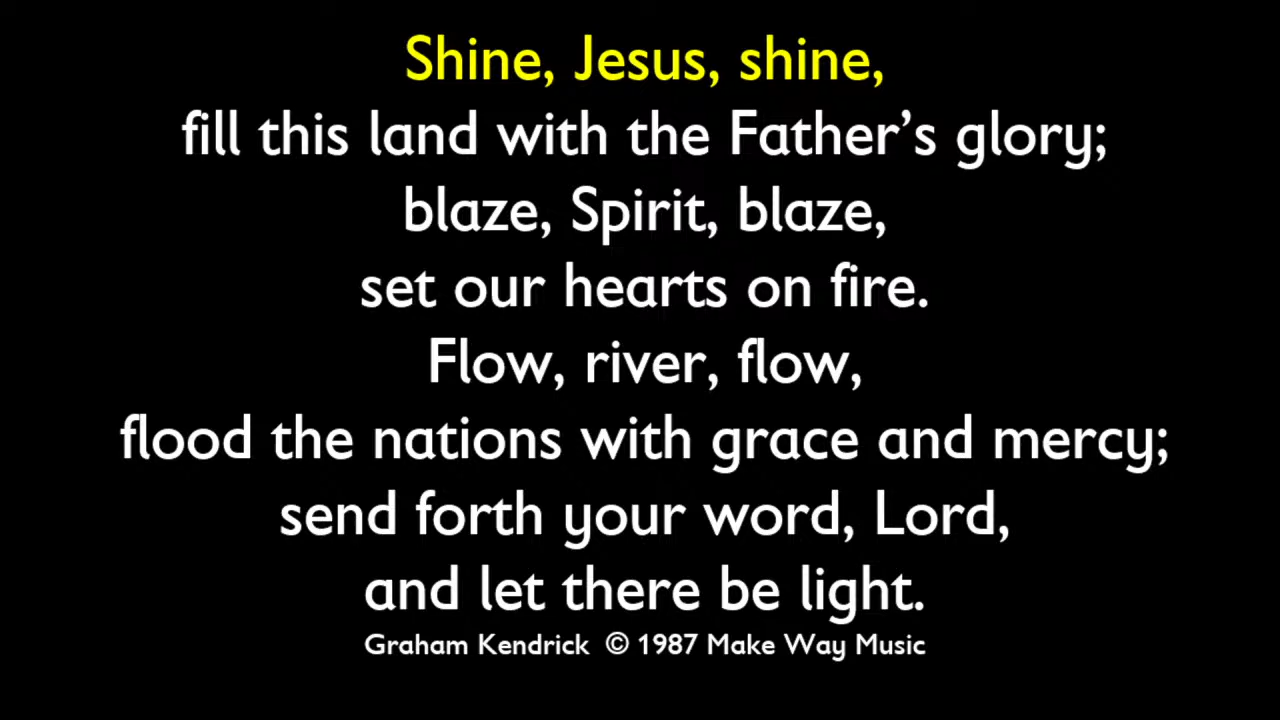 Shine, Jesus, shine,
fill this land with the Father’s glory;
blaze, Spirit, blaze,
set our hearts on fire.
Flow, river, flow,
flood the nations with grace and mercy;
send forth your word, Lord,
and let there be light.
Graham Kendrick © 1987 Make Way Music